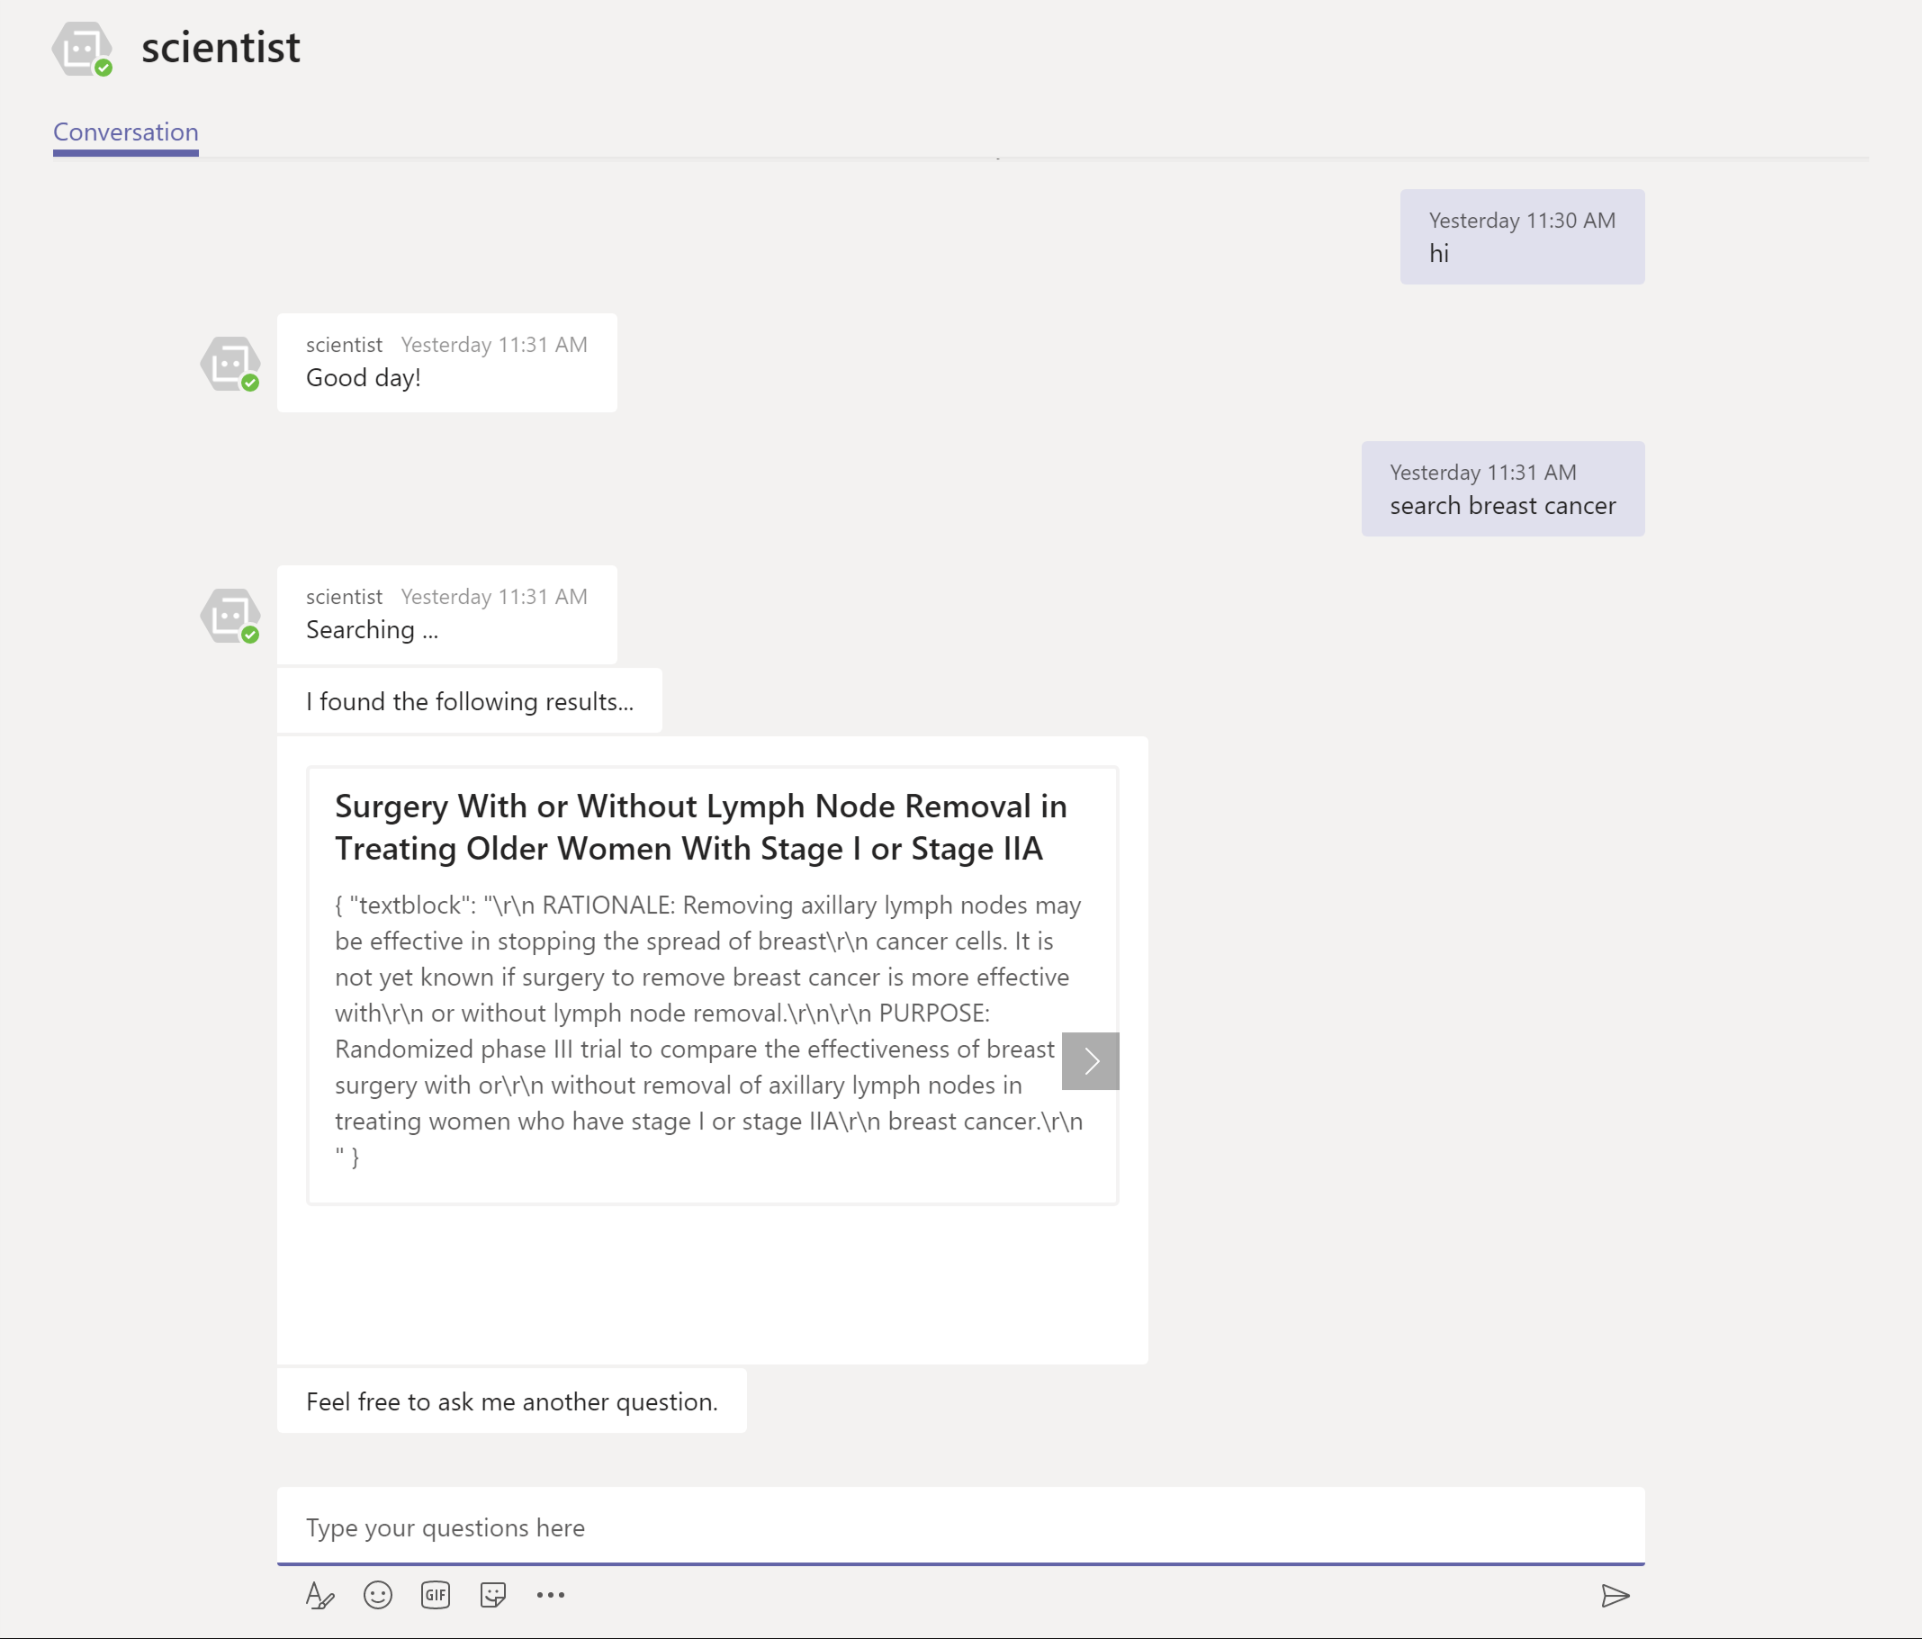 scientist
Conversation
Yesterday 11:30 AM
hi
scientist Yesterday 11:31 AM
Good day!
Yesterday 11:31 AM
search breast cancer
scientist Yesterday 11:31 AM
Searching ...
I found the following results...
Surgery With or Without Lymph Node Removal in
Treating Older Women With Stage I or Stage IIA
{ "textblock": "\r\n RATIONALE: Removing axillary lymph nodes may
be effective in stopping the spread of breast\r\n cancer cells. It is
not yet known if surgery to remove breast cancer is more effective
with\r\n or without lymph node removal.\r\n\r\n PURPOSE:
Randomized phase III trial to compare the effectiveness of breast
surgery with or\r\n without removal of axillary lymph nodes in
treating women who have stage I or stage IIA\r\n breast cancer.\r\n
" }
Feel free to ask me another question.
Type your questions here
GIF